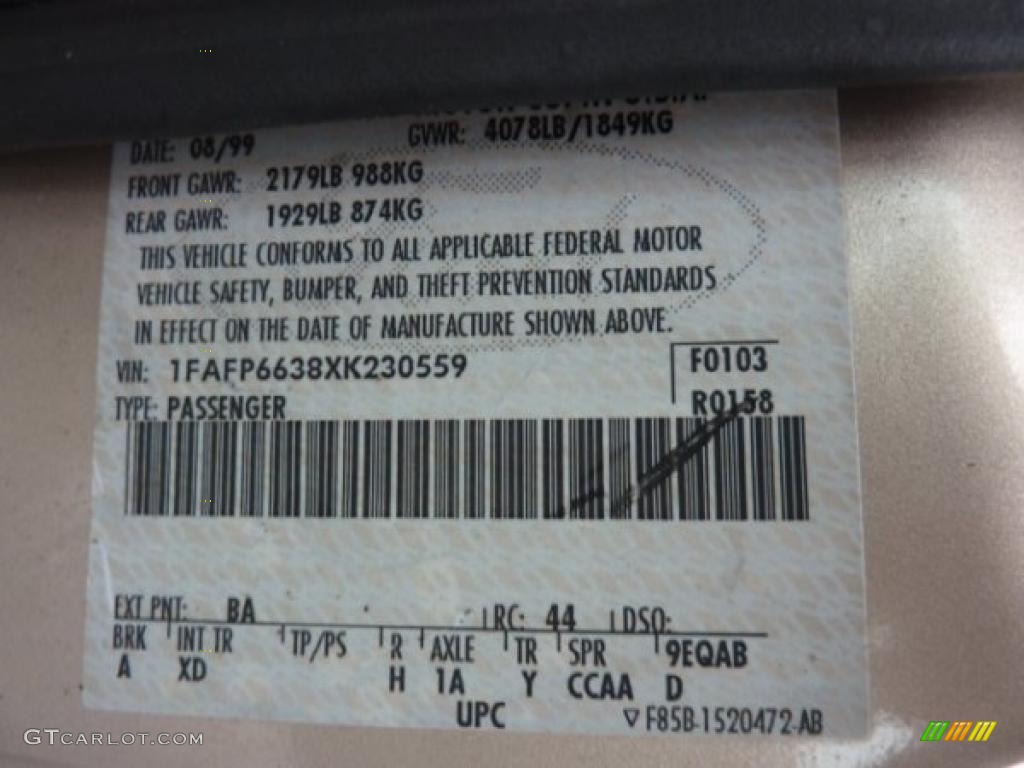 DATE: 08/99 GVWR: 4078LB/1849KG
FRONT GAWR: 2179LB 988KG
REAR GAWR: 1929LB 874KG
THIS VEHICLE CONFORMS TO ALL APPLICABLE FEDERAL MOTOR
VEHICLE SAFETY, BUMPER, AND THEFT PREVENTION STANDARDS
IN EFFECT ON THE DATE OF MANUFACTURE SHOWN ABOVE.
VIN: 1FAFP6638XK230559 F0103
TYPE: PASSENGER R0158
EXT PNT: BA RC: 44 DSO:
BRK INT TR TP/PS R AXLE TR SPR 9EQAB
A XD H 1A Y CCAA D
UPC ▽ F85B-1520472-AB
GTCARLOT.COM